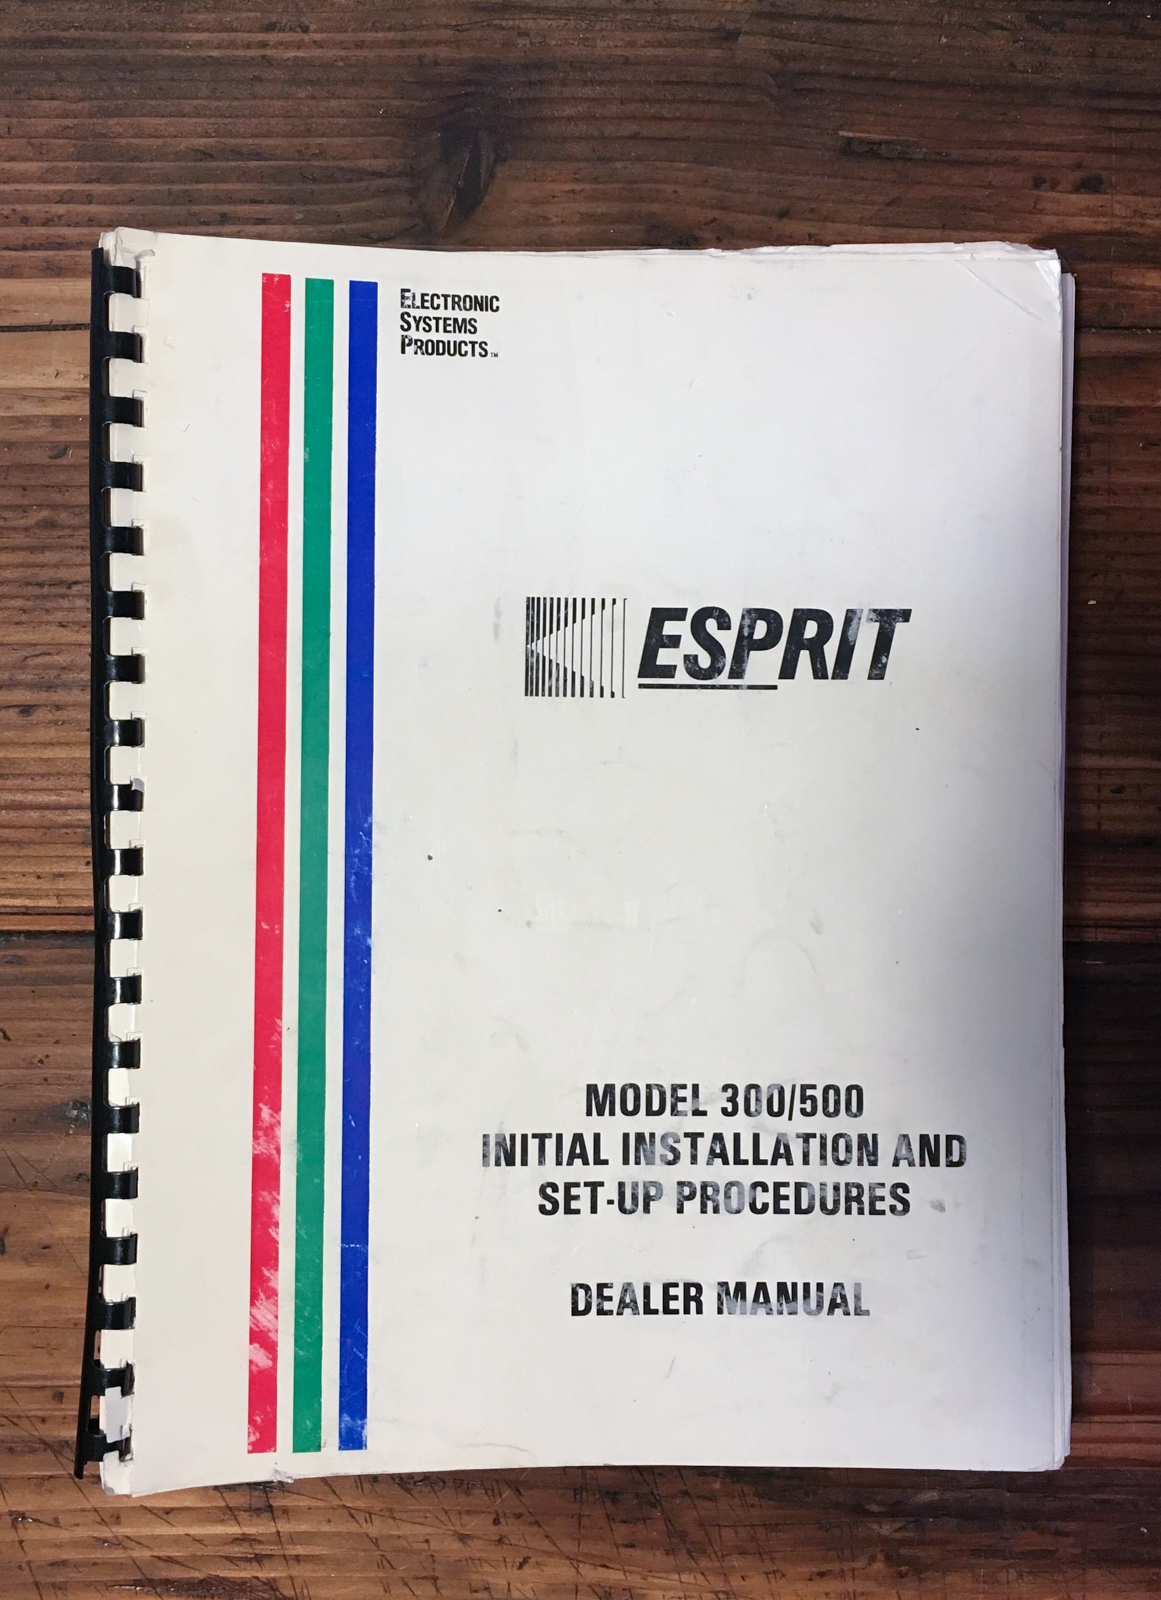 ELECTRONIC
SYSTEMS
PRODUCTS™
ESPRIT
MODEL 300/500
INITIAL INSTALLATION AND
SET-UP PROCEDURES
DEALER MANUAL